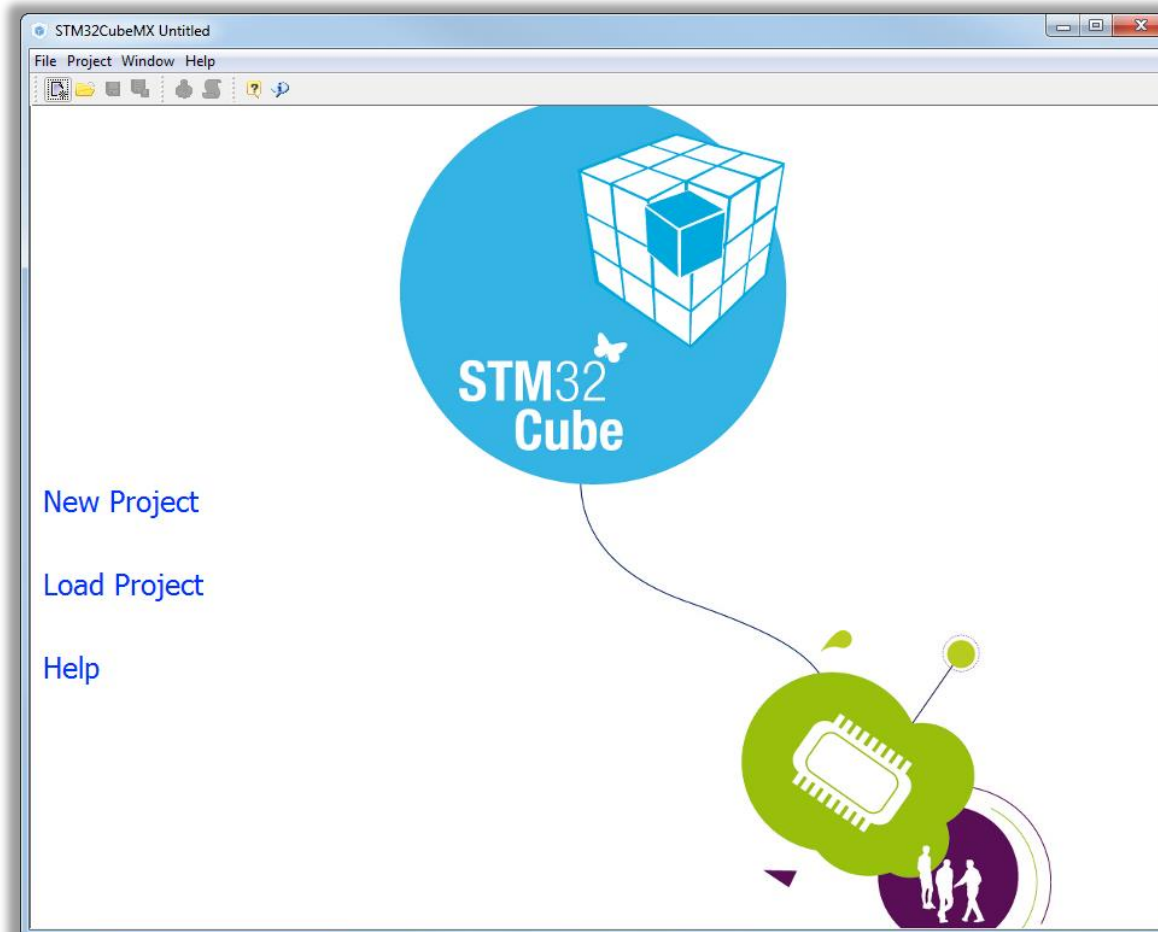 STM32CubeMX Untitled
File Project Window Help
STM32
Cube
New Project
Load Project
Help